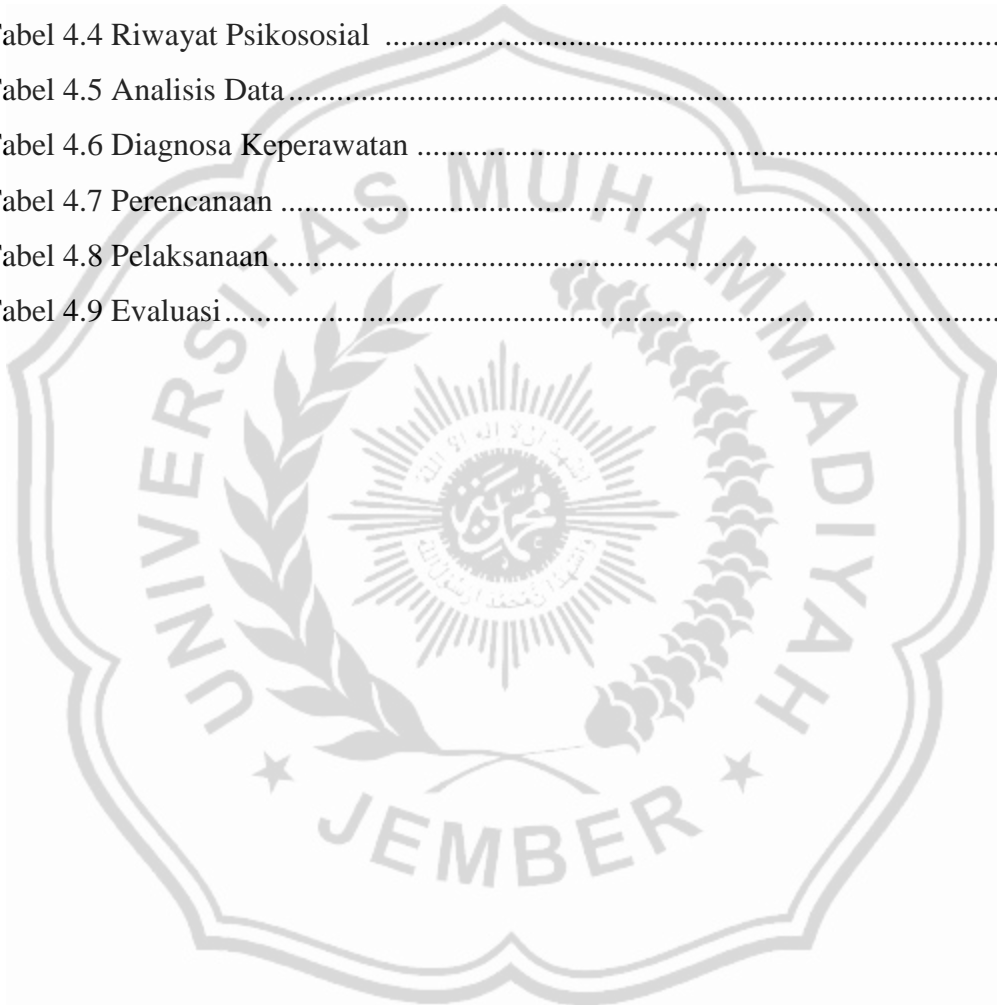 Tabel 4.4 Riwayat Psikososial ........................................................................................
Tabel 4.5 Analisis Data........................................................................................
Tabel 4.6 Diagnosa Keperawatan ........................................................................................
Tabel 4.7 Perencanaan ........................................................................................
Tabel 4.8 Pelaksanaan........................................................................................
Tabel 4.9 Evaluasi........................................................................................
UNIVERSITAS MUHAMMADIYAH
JEMBER